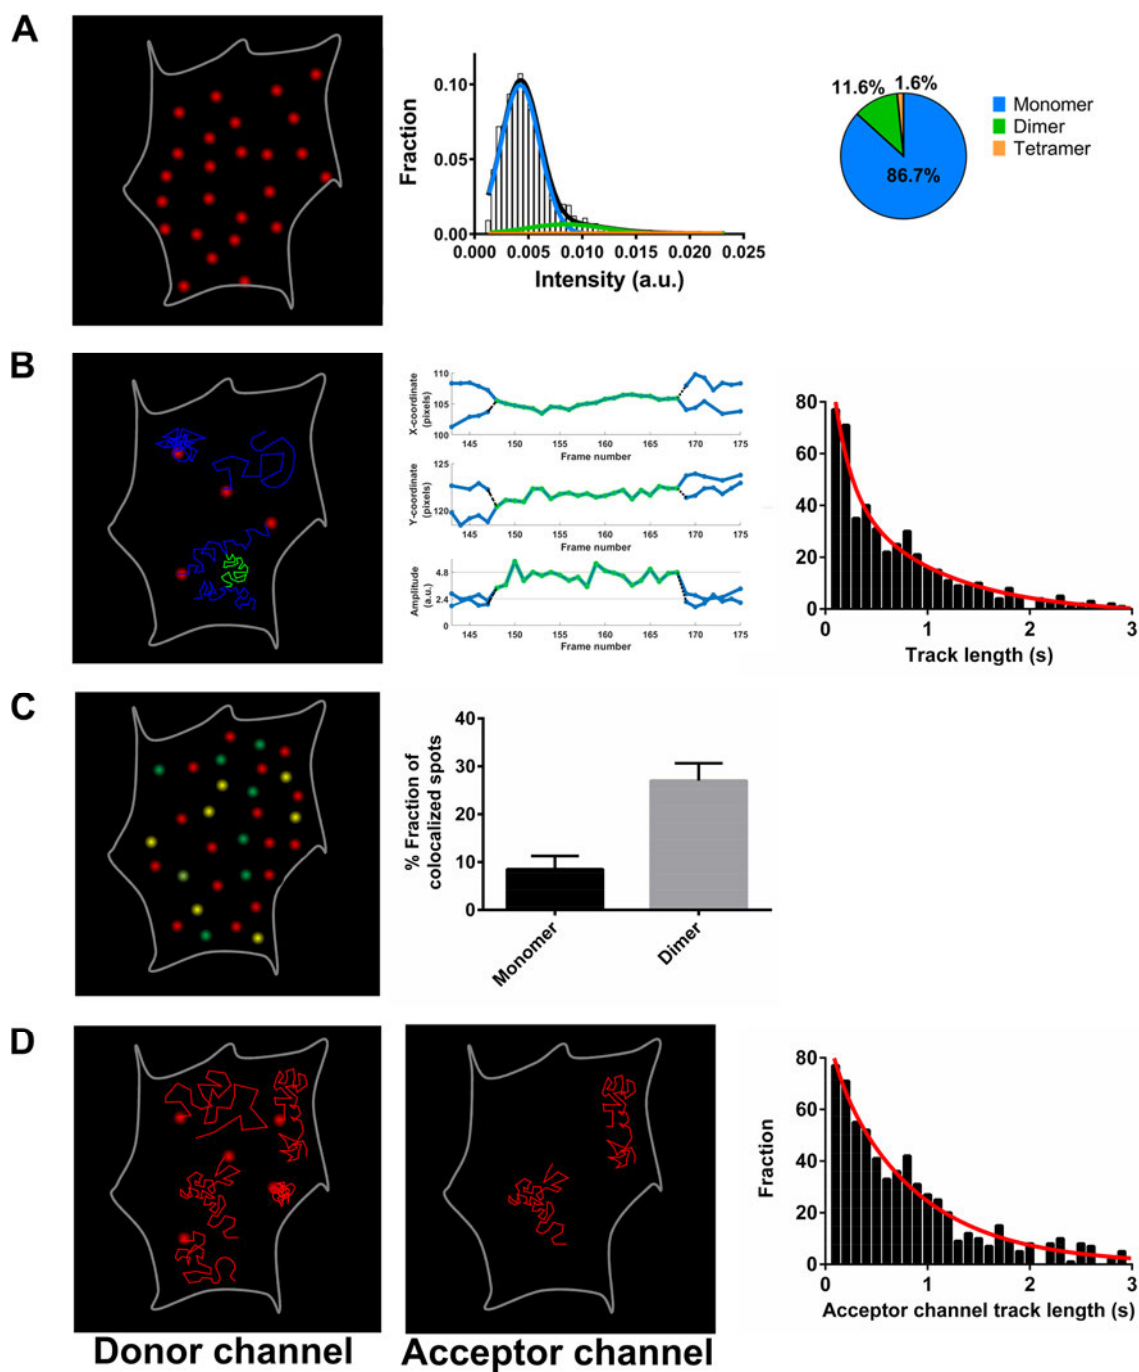 A
Fraction
0.10
0.05
0.00
0.000 0.005 0.010 0.015 0.020 0.025
Intensity (a.u.)
11.6% 1.6%
86.7%
Monomer
Dimer
Tetramer
B
X-coordinate
(pixels)
110
105
100
145 150 155 160 165 170 175
Frame number
Y-coordinate
(pixels)
125
120
145 150 155 160 165 170 175
Frame number
Amplitude
(a.u.)
4.8
2.4
0
145 150 155 160 165 170 175
Frame number
80
60
40
20
0
0 1 2 3
Track length (s)
C
% Fraction of
colocalized spots
40
30
20
10
0
Monomer
Dimer
D
Donor channel
Acceptor channel
Fraction
80
60
40
20
0
0 1 2 3
Acceptor channel track length (s)